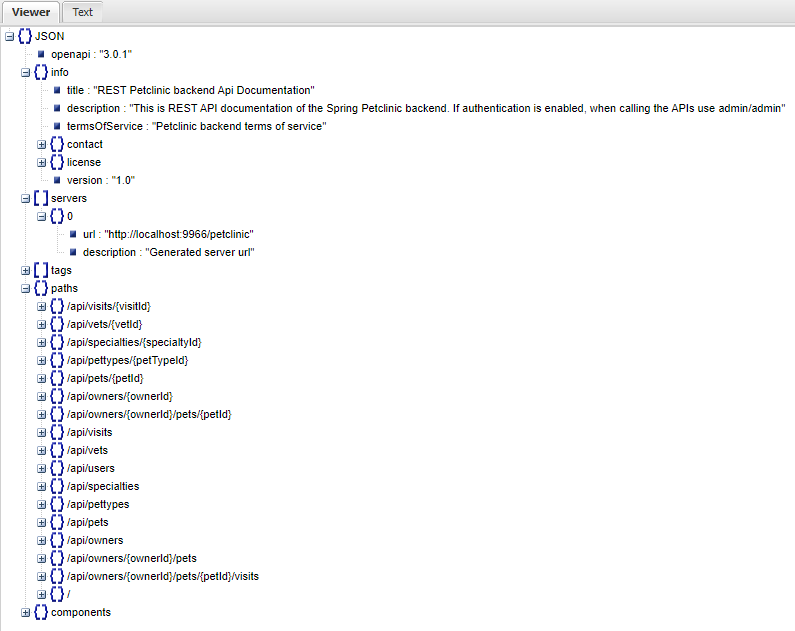 Viewer Text
JSON
openapi : "3.0.1"
info
title : "REST Petclinic backend Api Documentation"
description : "This is REST API documentation of the Spring Petclinic backend. If authentication is enabled, when calling the APIs use admin/admin"
termsOfService : "Petclinic backend terms of service"
contact
license
version : "1.0"
servers
0
url : "http://localhost:9966/petclinic"
description : "Generated server url"
tags
paths
/api/visits/{visitId}
/api/vets/{vetId}
/api/specialties/{specialtyId}
/api/pettypes/{petTypeId}
/api/pets/{petId}
/api/owners/{ownerId}
/api/owners/{ownerId}/pets/{petId}
/api/visits
/api/vets
/api/users
/api/specialties
/api/pettypes
/api/pets
/api/owners
/api/owners/{ownerId}/pets
/api/owners/{ownerId}/pets/{petId}/visits
/
components